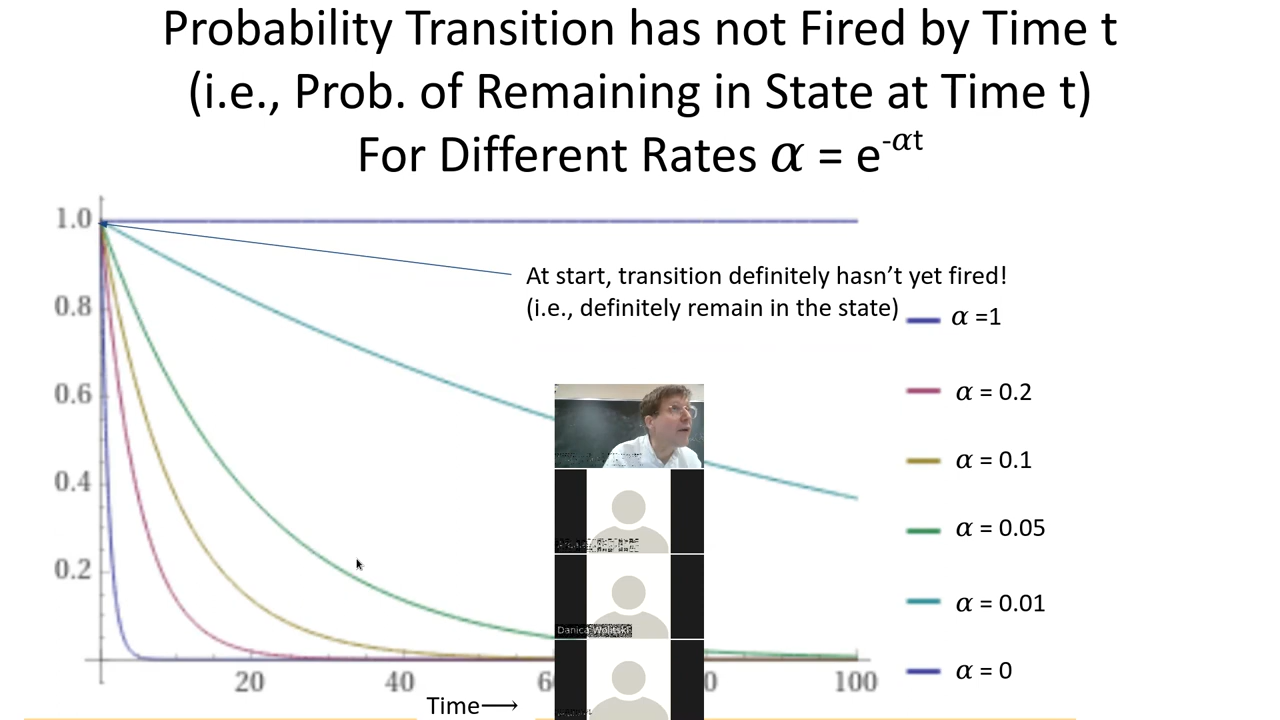 Probability Transition has not Fired by Time t
(i.e., Prob. of Remaining in State at Time t)
For Different Rates 𝛼 = e^-𝛼t
1.0
At start, transition definitely hasn't yet fired!
(i.e., definitely remain in the state)
0.8
𝛼 =1
0.6
𝛼 = 0.2
0.4
𝛼 = 0.1
𝛼 = 0.05
0.2
𝛼 = 0.01
Danica Wolitski
𝛼 = 0
20
40
100
Time⟶